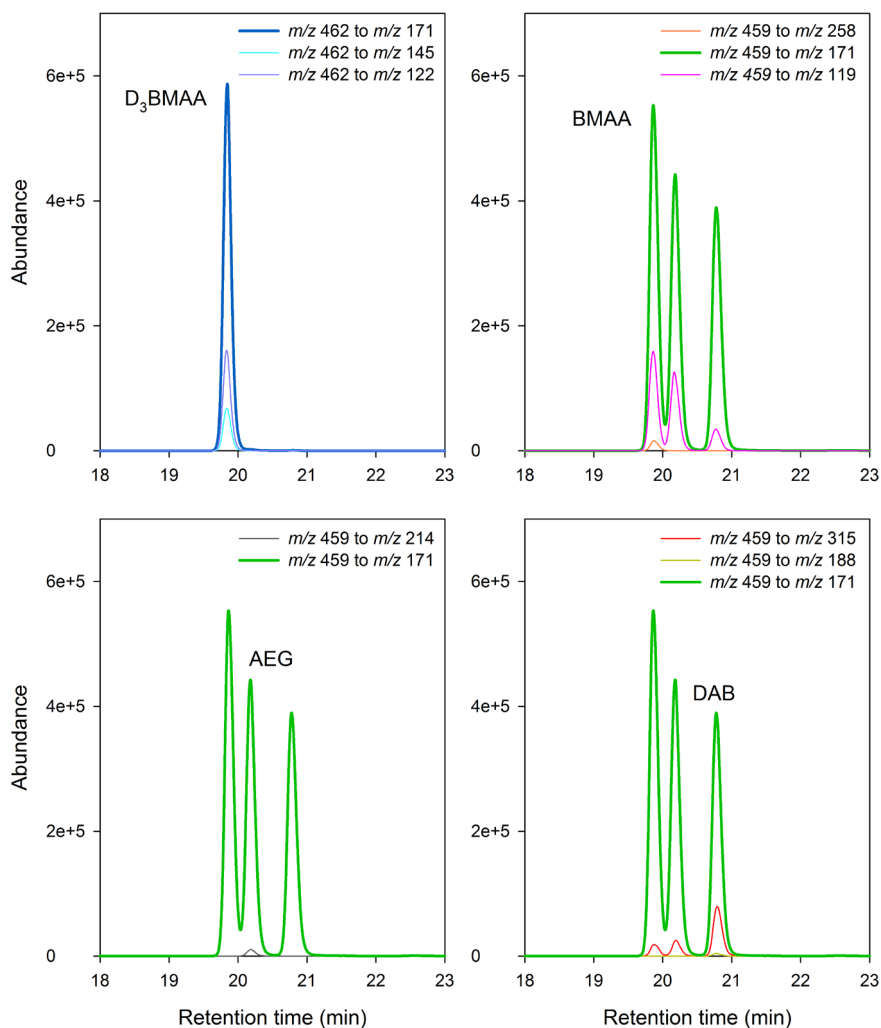 m/z 462 to m/z 171
m/z 462 to m/z 145
m/z 462 to m/z 122
D3BMAA
6e+5
4e+5
2e+5
0
18 19 20 21 22 23
Abundance
m/z 459 to m/z 258
m/z 459 to m/z 171
m/z 459 to m/z 119
BMAA
6e+5
4e+5
2e+5
0
18 19 20 21 22 23
m/z 459 to m/z 214
m/z 459 to m/z 171
AEG
6e+5
4e+5
2e+5
0
18 19 20 21 22 23
Abundance
Retention time (min)
m/z 459 to m/z 315
m/z 459 to m/z 188
m/z 459 to m/z 171
DAB
6e+5
4e+5
2e+5
0
18 19 20 21 22 23
Retention time (min)